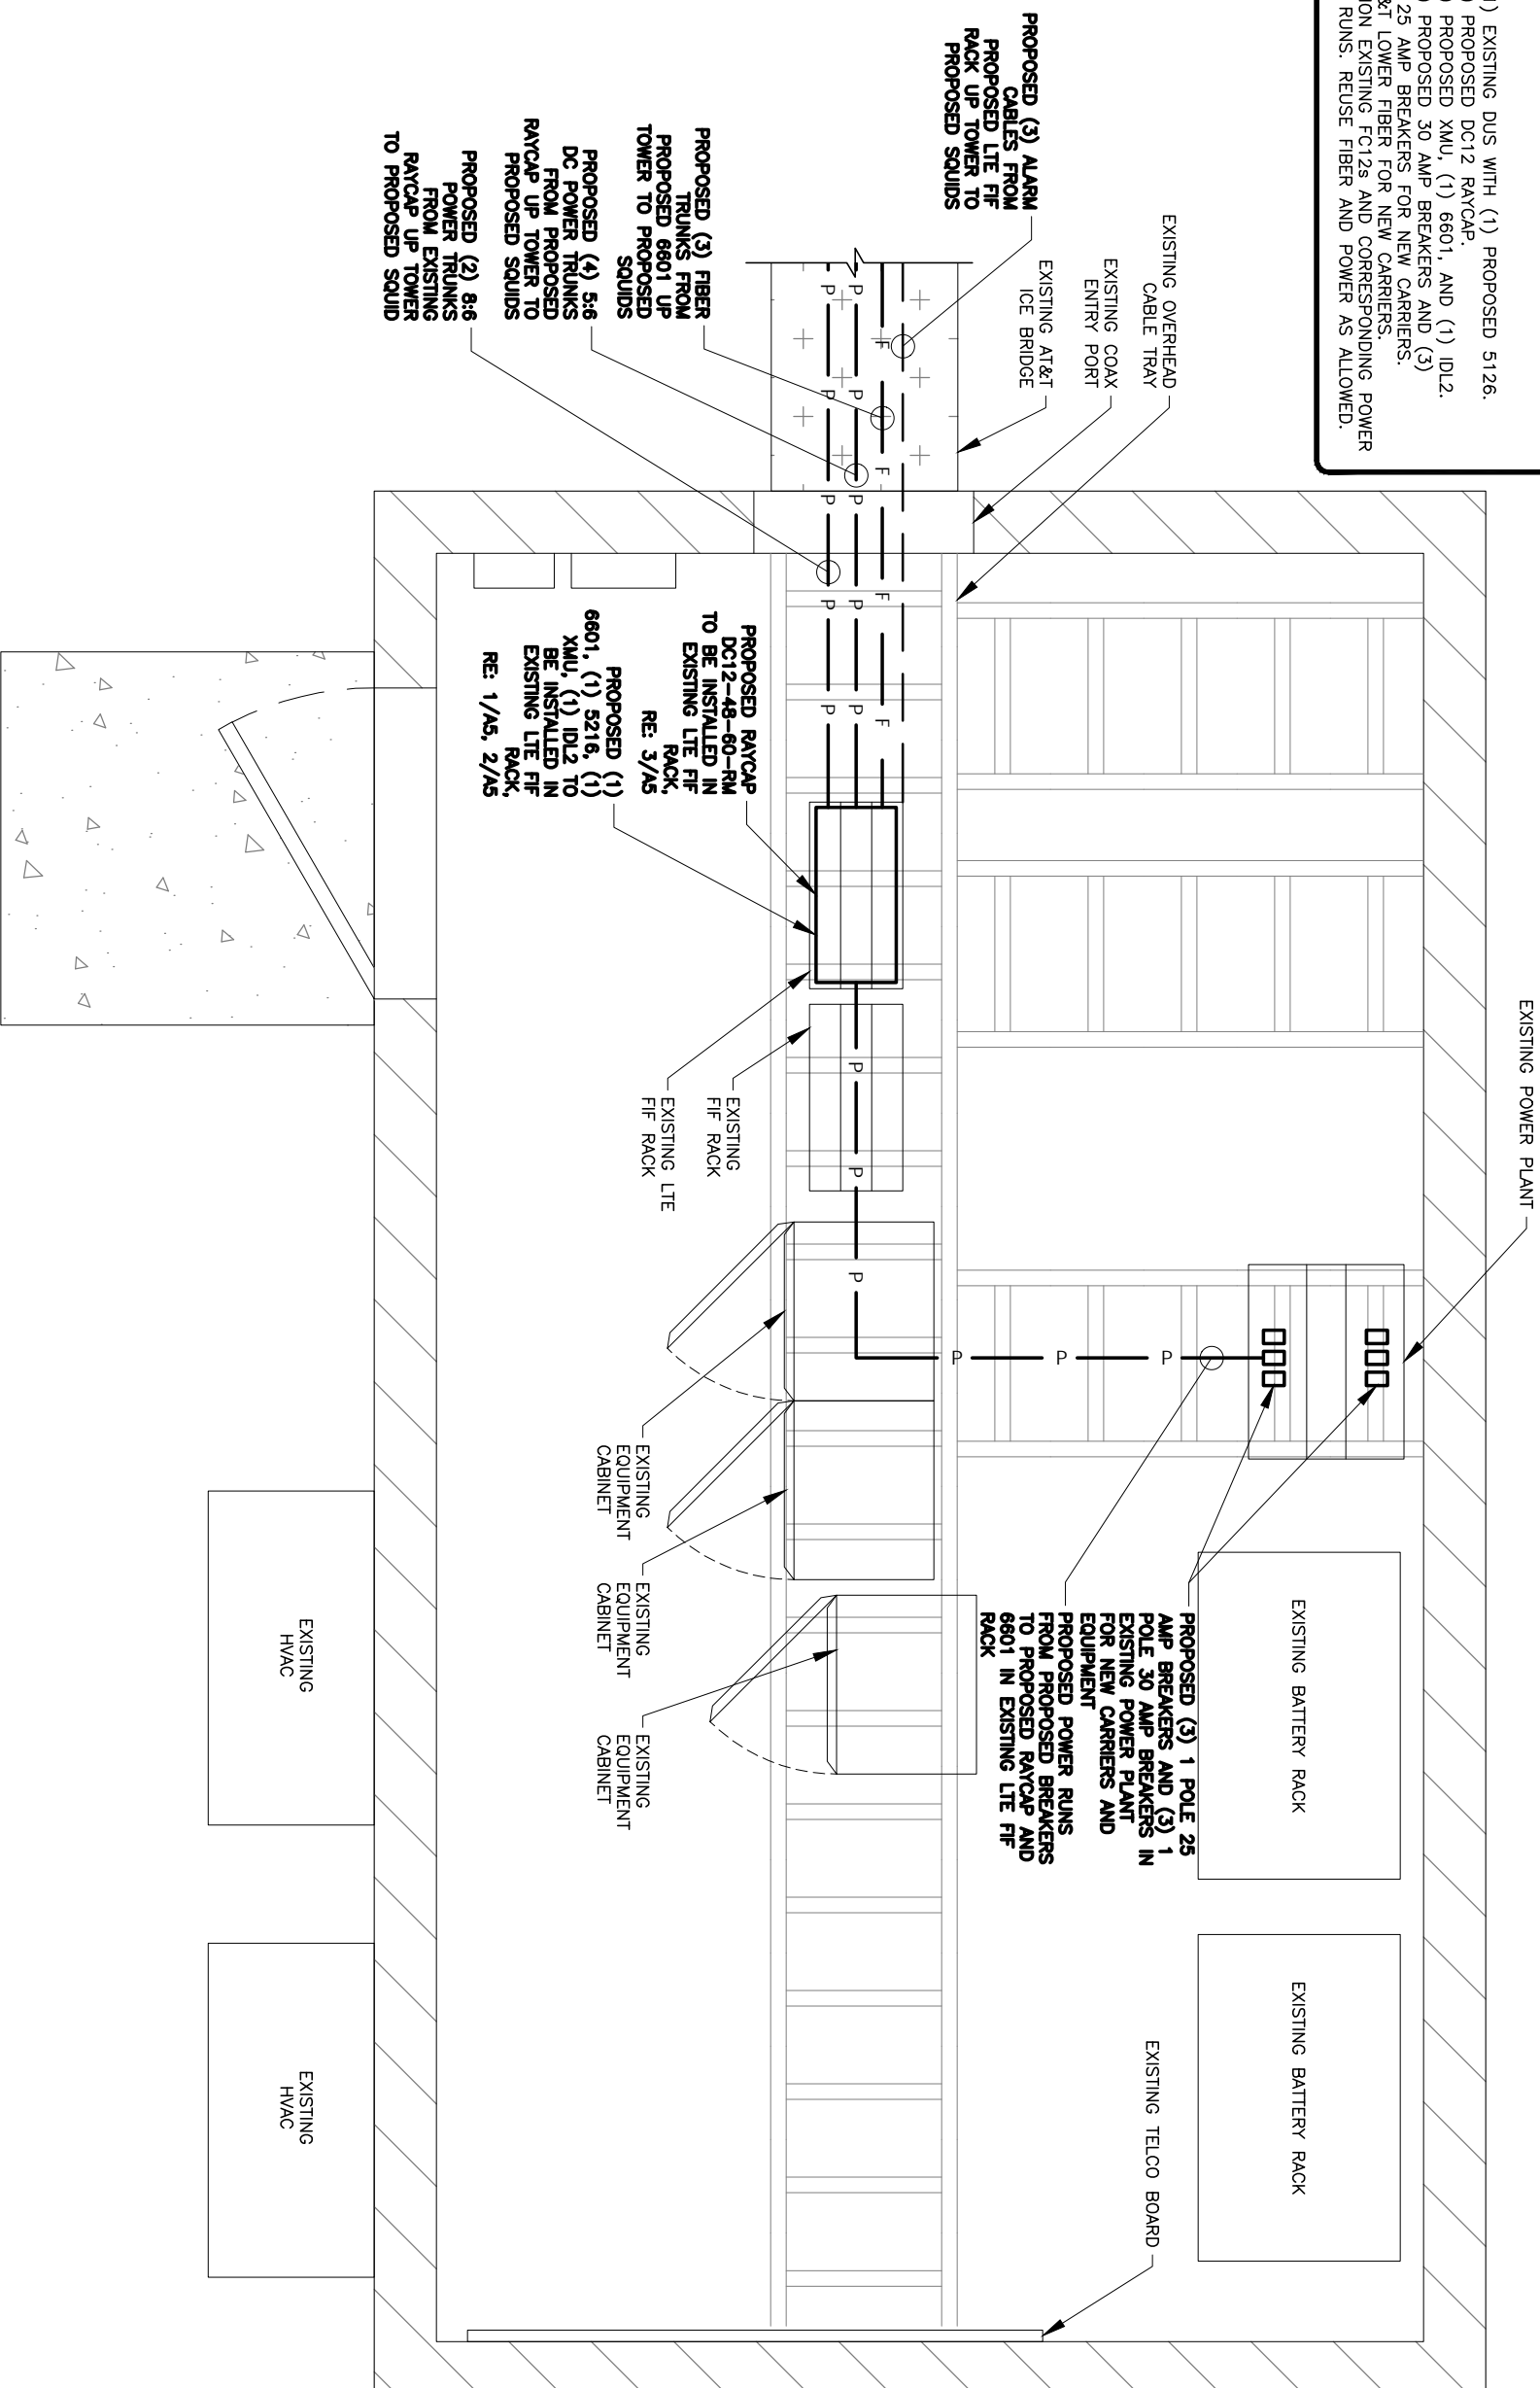 1) EXISTING DUS WITH (1) PROPOSED 5126.
) PROPOSED DC12 RAYCAP.
) PROPOSED XMU, (1) 6601, AND (1) IDL2.
) PROPOSED 30 AMP BREAKERS AND (3)
25 AMP BREAKERS FOR NEW CARRIERS.
&T LOWER FIBER FOR NEW CARRIERS.
ION EXISTING FC12s AND CORRESPONDING POWER
RUNS. REUSE FIBER AND POWER AS ALLOWED.
EXISTING POWER PLANT
EXISTING BATTERY RACK
EXISTING BATTERY RACK
EXISTING OVERHEAD
CABLE TRAY
EXISTING COAX
ENTRY PORT
EXISTING AT&T
ICE BRIDGE
PROPOSED (3) ALARM
CABLES FROM
PROPOSED LTE FIF
RACK UP TOWER TO
PROPOSED SQUIDS
PROPOSED (3) FIBER
TRUNKS FROM
PROPOSED 6601 UP
TOWER TO PROPOSED
SQUIDS
PROPOSED (4) 5:6
DC POWER TRUNKS
FROM PROPOSED
RAYCAP UP TOWER TO
PROPOSED SQUIDS
PROPOSED (2) 8:6
POWER TRUNKS
FROM EXISTING
RAYCAP UP TOWER
TO PROPOSED SQUID
PROPOSED (3) 1 POLE 25
AMP BREAKERS AND (3) 1
POLE 30 AMP BREAKERS IN
EXISTING POWER PLANT
FOR NEW CARRIERS AND
EQUIPMENT
PROPOSED POWER RUNS
FROM PROPOSED BREAKERS
TO PROPOSED RAYCAP AND
6601 IN EXISTING LTE FIF
RACK
EXISTING TELCO BOARD
P
P
P
F
F
F
F
P
P
P
P
P
P
P
P
P
P
P
P
P
PROPOSED RAYCAP
DC12-48-60-RM
TO BE INSTALLED IN
EXISTING LTE FIF
RACK,
RE: 3/A5
PROPOSED (1)
6601, (1) 5216, (1)
XMU, (1) IDL2 TO
BE INSTALLED IN
EXISTING LTE FIF
RACK,
RE: 1/A5, 2/A5
EXISTING
FIF RACK
EXISTING LTE
FIF RACK
EXISTING
EQUIPMENT
CABINET
EXISTING
EQUIPMENT
CABINET
EXISTING
EQUIPMENT
CABINET
EXISTING
HVAC
EXISTING
HVAC